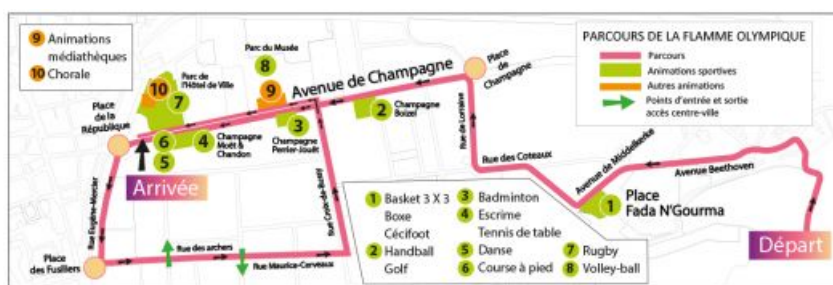 9 Animations
médiathèques
10 Chorale
Parc du Musée
8
10
Parc de
l'Hôtel de Ville
7
9
Avenue de Champagne
Place
de
Champagne
PARCOURS DE LA FLAMME OLYMPIQUE
Parcours
Animations sportives
Autres animations
Points d'entrée et sortie
accès centre-ville
Place
de la
République
6
5
4
Champagne
Moët &
Chandon
3
Champagne
Perrier-Jouët
2
Champagne
Boizel
Rue de Lorraine
Rue des Coteaux
Avenue de Middelkerke
Avenue Beethoven
1
Place
Fada N'Gourma
Arrivée
Départ
Rue Eugène-Mercier
Rue Croix-de-Bussy
Rue des archers
Rue Maurice-Cerveaux
Place
des Fusiliers
1 Basket 3 X 3
Boxe
Cécifoot
2 Handball
Golf
3 Badminton
4 Escrime
Tennis de table
5 Danse
6 Course à pied
7 Rugby
8 Volley-ball